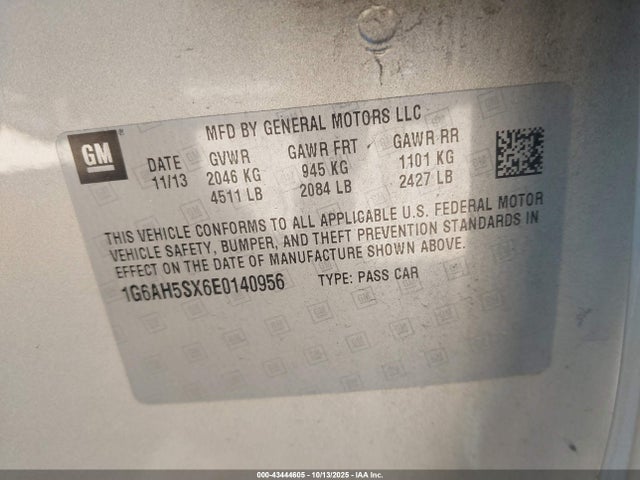 GM
MFD BY GENERAL MOTORS LLC
DATE GVWR GAWR FRT GAWR RR
11/13 2046 KG 945 KG 1101 KG
4511 LB 2084 LB 2427 LB
THIS VEHICLE CONFORMS TO ALL APPLICABLE U.S. FEDERAL MOTOR
VEHICLE SAFETY, BUMPER, AND THEFT PREVENTION STANDARDS IN
EFFECT ON THE DATE OF MANUFACTURE SHOWN ABOVE.
1G6AH5SX6E0140956 TYPE: PASS CAR
000-43444605 - 10/13/2025 - IAA Inc.